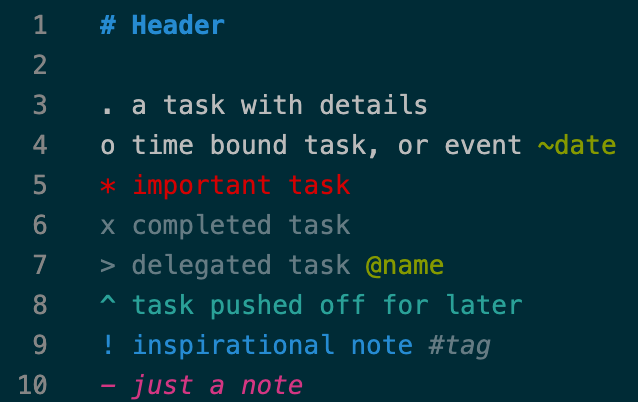 1 # Header
2
3 . a task with details
4 o time bound task, or event ~date
5 * important task
6 x completed task
7 > delegated task @name
8 ^ task pushed off for later
9 ! inspirational note #tag
10 - just a note